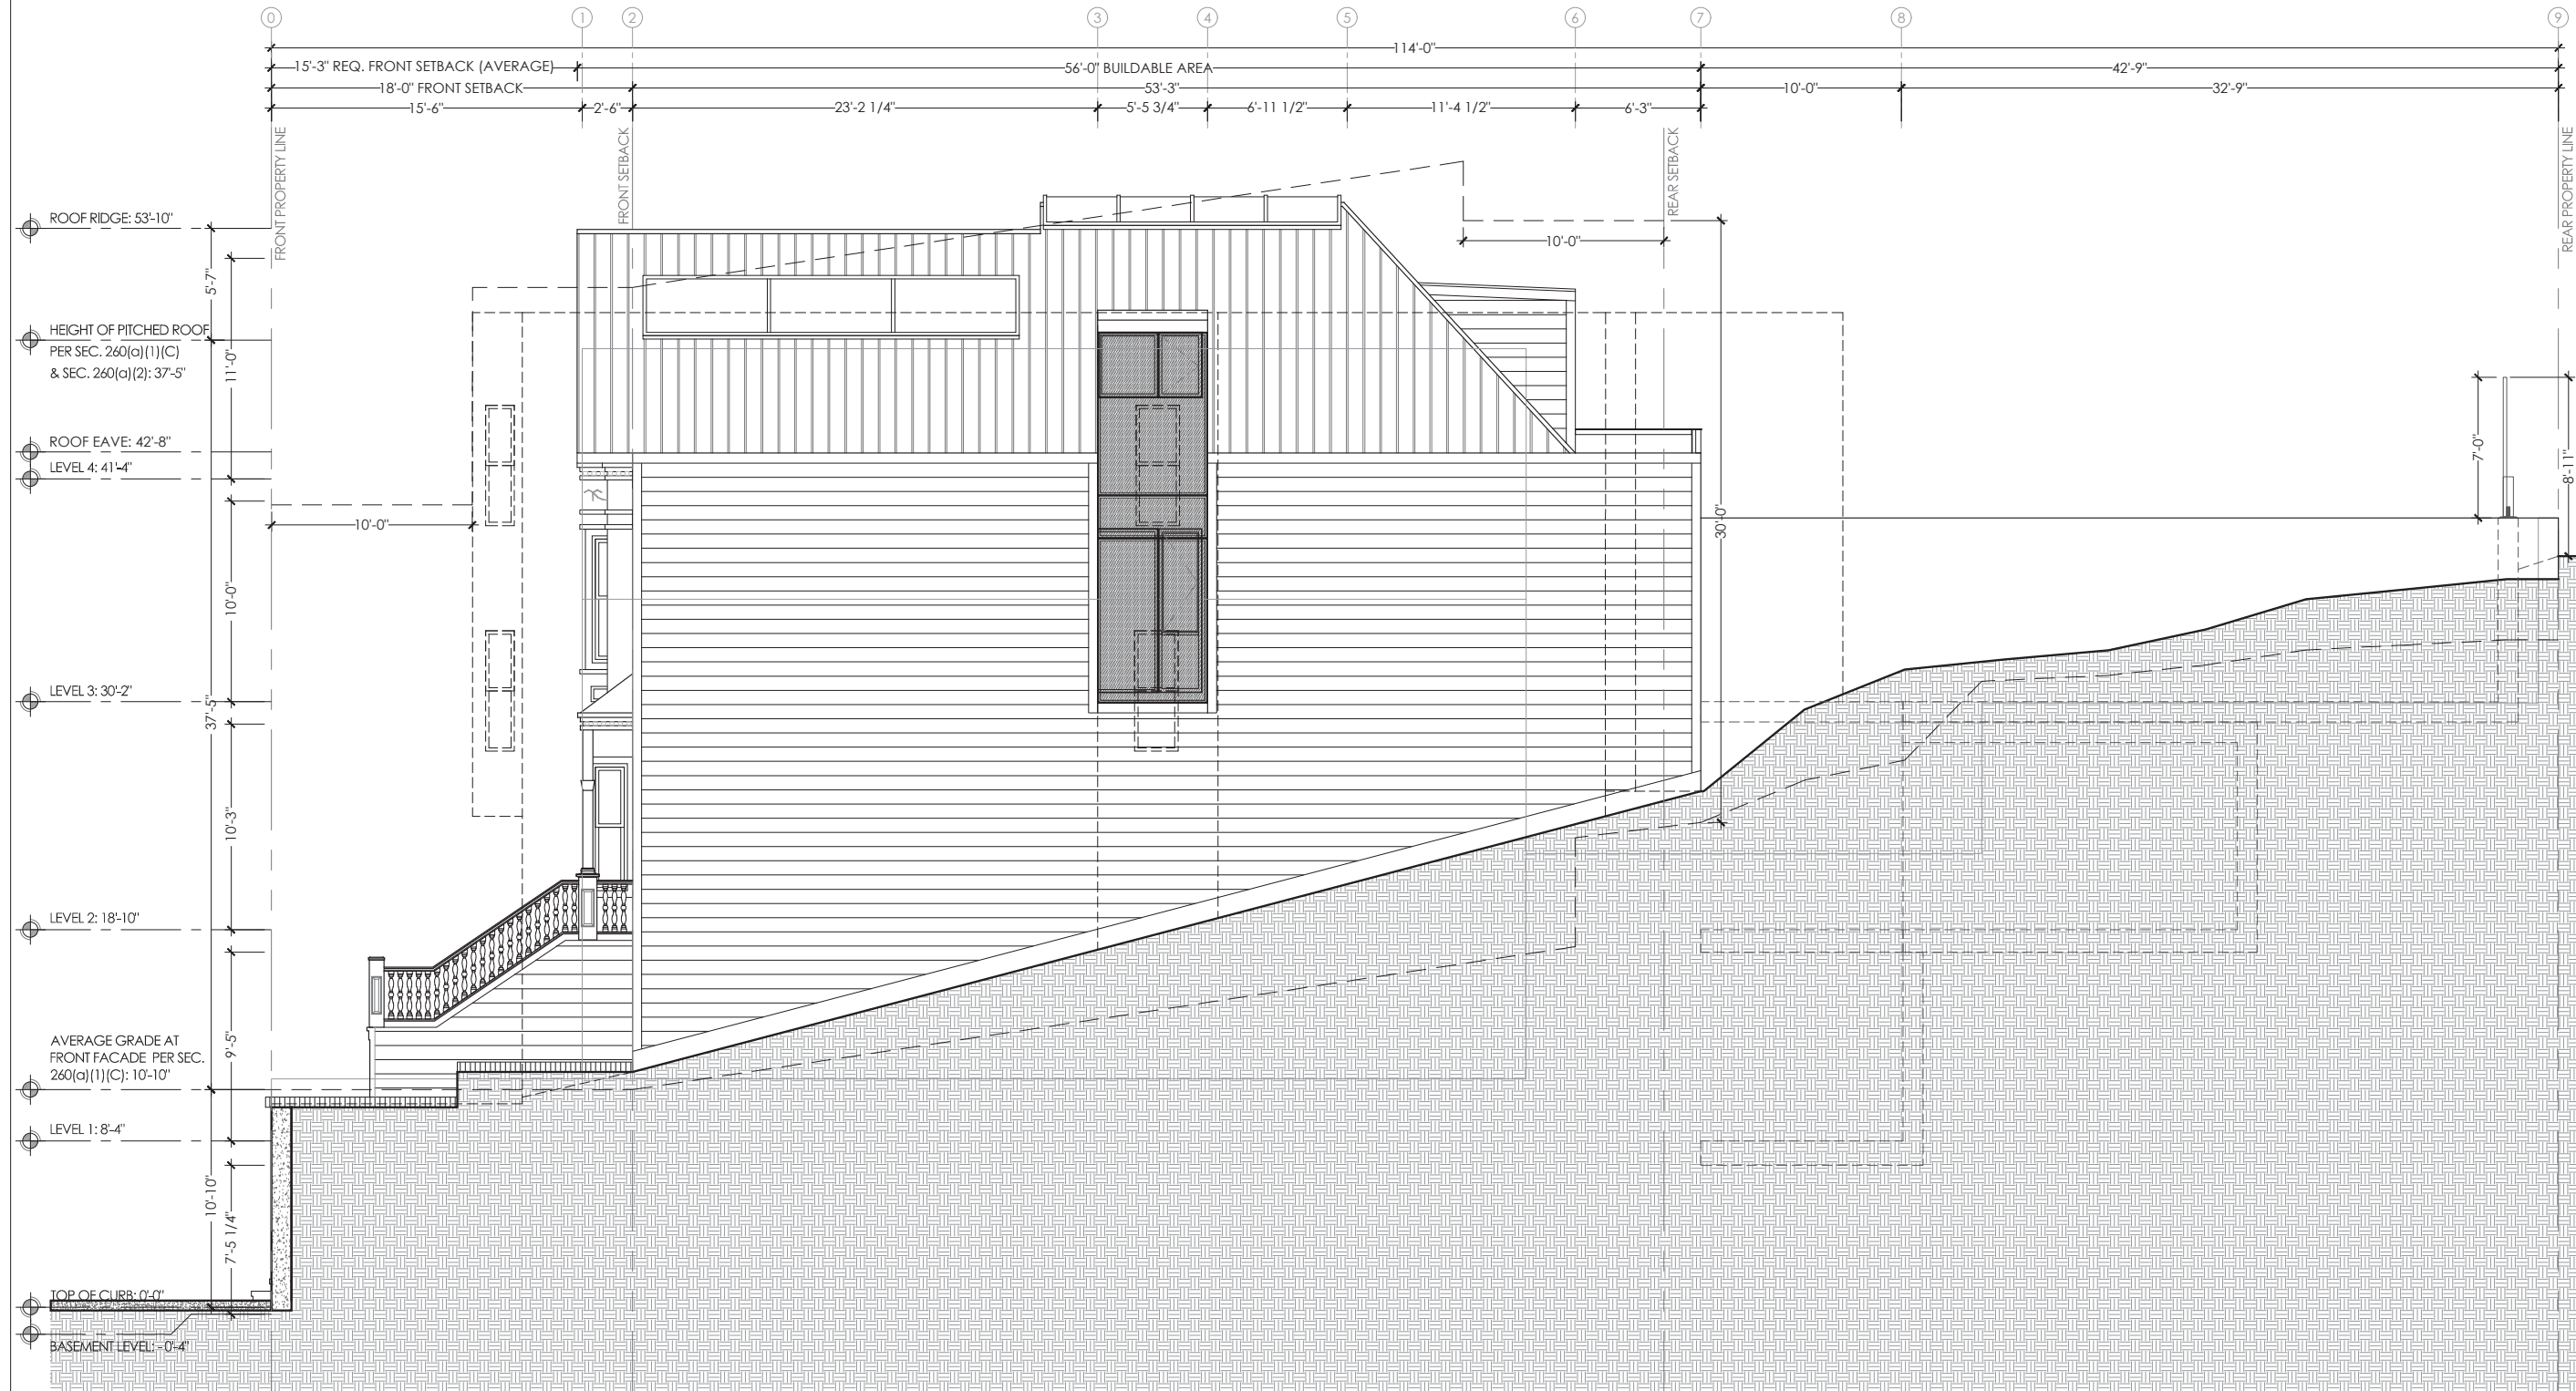 0 1 2 3 4 5 6 7 8 9
114'-0"
15'-3" REQ. FRONT SETBACK (AVERAGE) 56'-0" BUILDABLE AREA 42'-9"
18'-0" FRONT SETBACK 53'-3" 10'-0" 32'-9"
15'-6" 2'-6" 23'-2 1/4" 5'-5 3/4" 6'-11 1/2" 11'-4 1/2" 6'-3"
FRONT PROPERTY LINE
FRONT SETBACK
REAR SETBACK
REAR PROPERTY LINE
ROOF RIDGE: 53'-10"
10'-0"
5'-7"
HEIGHT OF PITCHED ROOF
PER SEC. 260(a)(1)(C)
& SEC. 260(a)(2): 37'-5"
11'-0"
ROOF EAVE: 42'-8"
LEVEL 4: 41'-4"
7'-0"
8'-11"
10'-0"
30'-0"
10'-0"
LEVEL 3: 30'-2"
37'-5"
10'-3"
LEVEL 2: 18'-10"
9'-5"
AVERAGE GRADE AT
FRONT FACADE PER SEC.
260(a)(1)(C): 10'-10"
LEVEL 1: 8'-4"
10'-10"
7'-5 1/4"
TOP OF CURB: 0'-0"
BASEMENT LEVEL: - 0'-4"